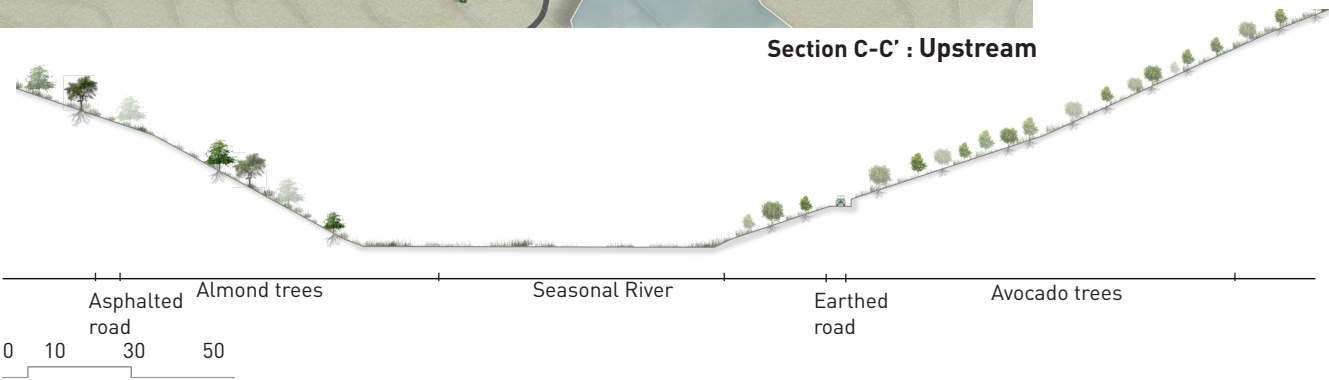 Section C-C’ : Upstream
Asphalted
road
Almond trees
Seasonal River
Earthed
road
Avocado trees
0 10 30 50